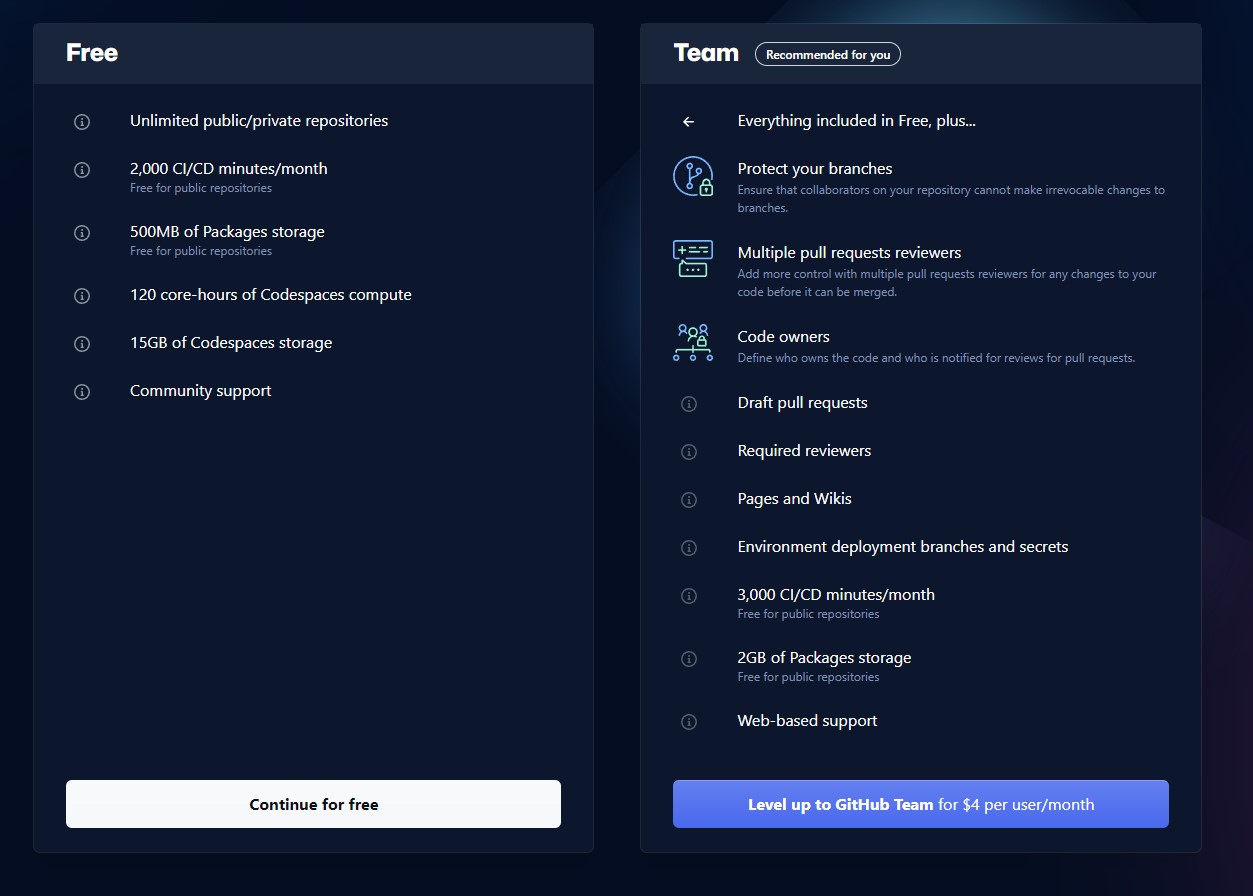 Free
Unlimited public/private repositories
2,000 CI/CD minutes/month
Free for public repositories
500MB of Packages storage
Free for public repositories
120 core-hours of Codespaces compute
15GB of Codespaces storage
Community support
Continue for free
Team
Recommended for you
Everything included in Free, plus...
Protect your branches
Ensure that collaborators on your repository cannot make irrevocable changes to
branches.
Multiple pull requests reviewers
Add more control with multiple pull requests reviewers for any changes to your
code before it can be merged.
Code owners
Define who owns the code and who is notified for reviews for pull requests.
Draft pull requests
Required reviewers
Pages and Wikis
Environment deployment branches and secrets
3,000 CI/CD minutes/month
Free for public repositories
2GB of Packages storage
Free for public repositories
Web-based support
Level up to GitHub Team for $4 per user/month